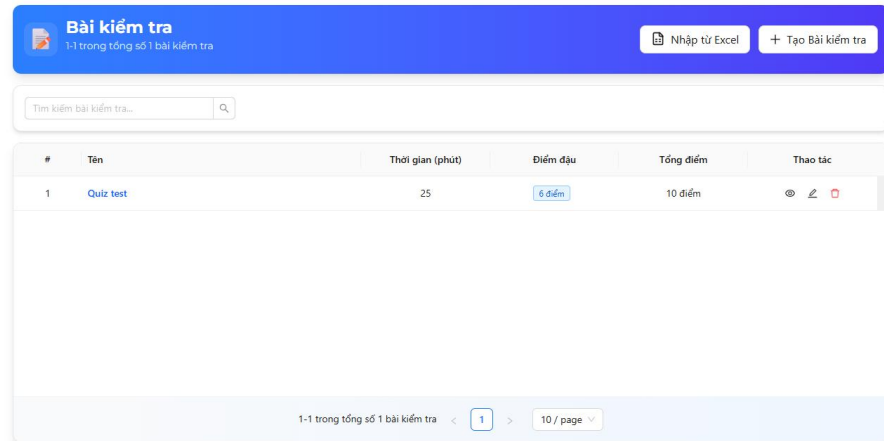 Bài kiểm tra
1-1 trong tổng số 1 bài kiểm tra
Nhập từ Excel
+ Tạo Bài kiểm tra
Tìm kiếm bài kiểm tra...
# Tên Thời gian (phút) Điểm đậu Tổng điểm Thao tác
1 Quiz test 25 6 điểm 10 điểm
1-1 trong tổng số 1 bài kiểm tra < 1 > 10 / page